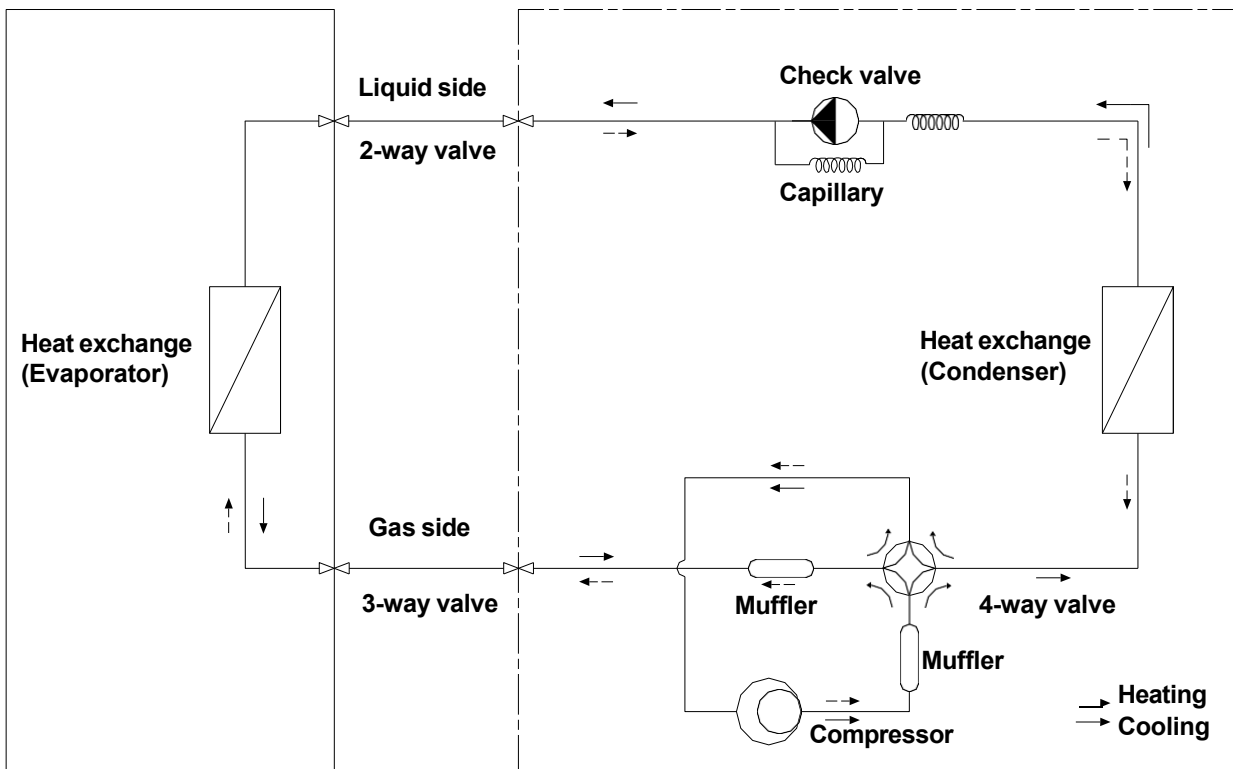 Check valve
Liquid side
2-way valve
Capillary
Heat exchange
(Evaporator)
Heat exchange
(Condenser)
Gas side
3-way valve
Muffler
4-way valve
Muffler
Heating
Compressor
Cooling